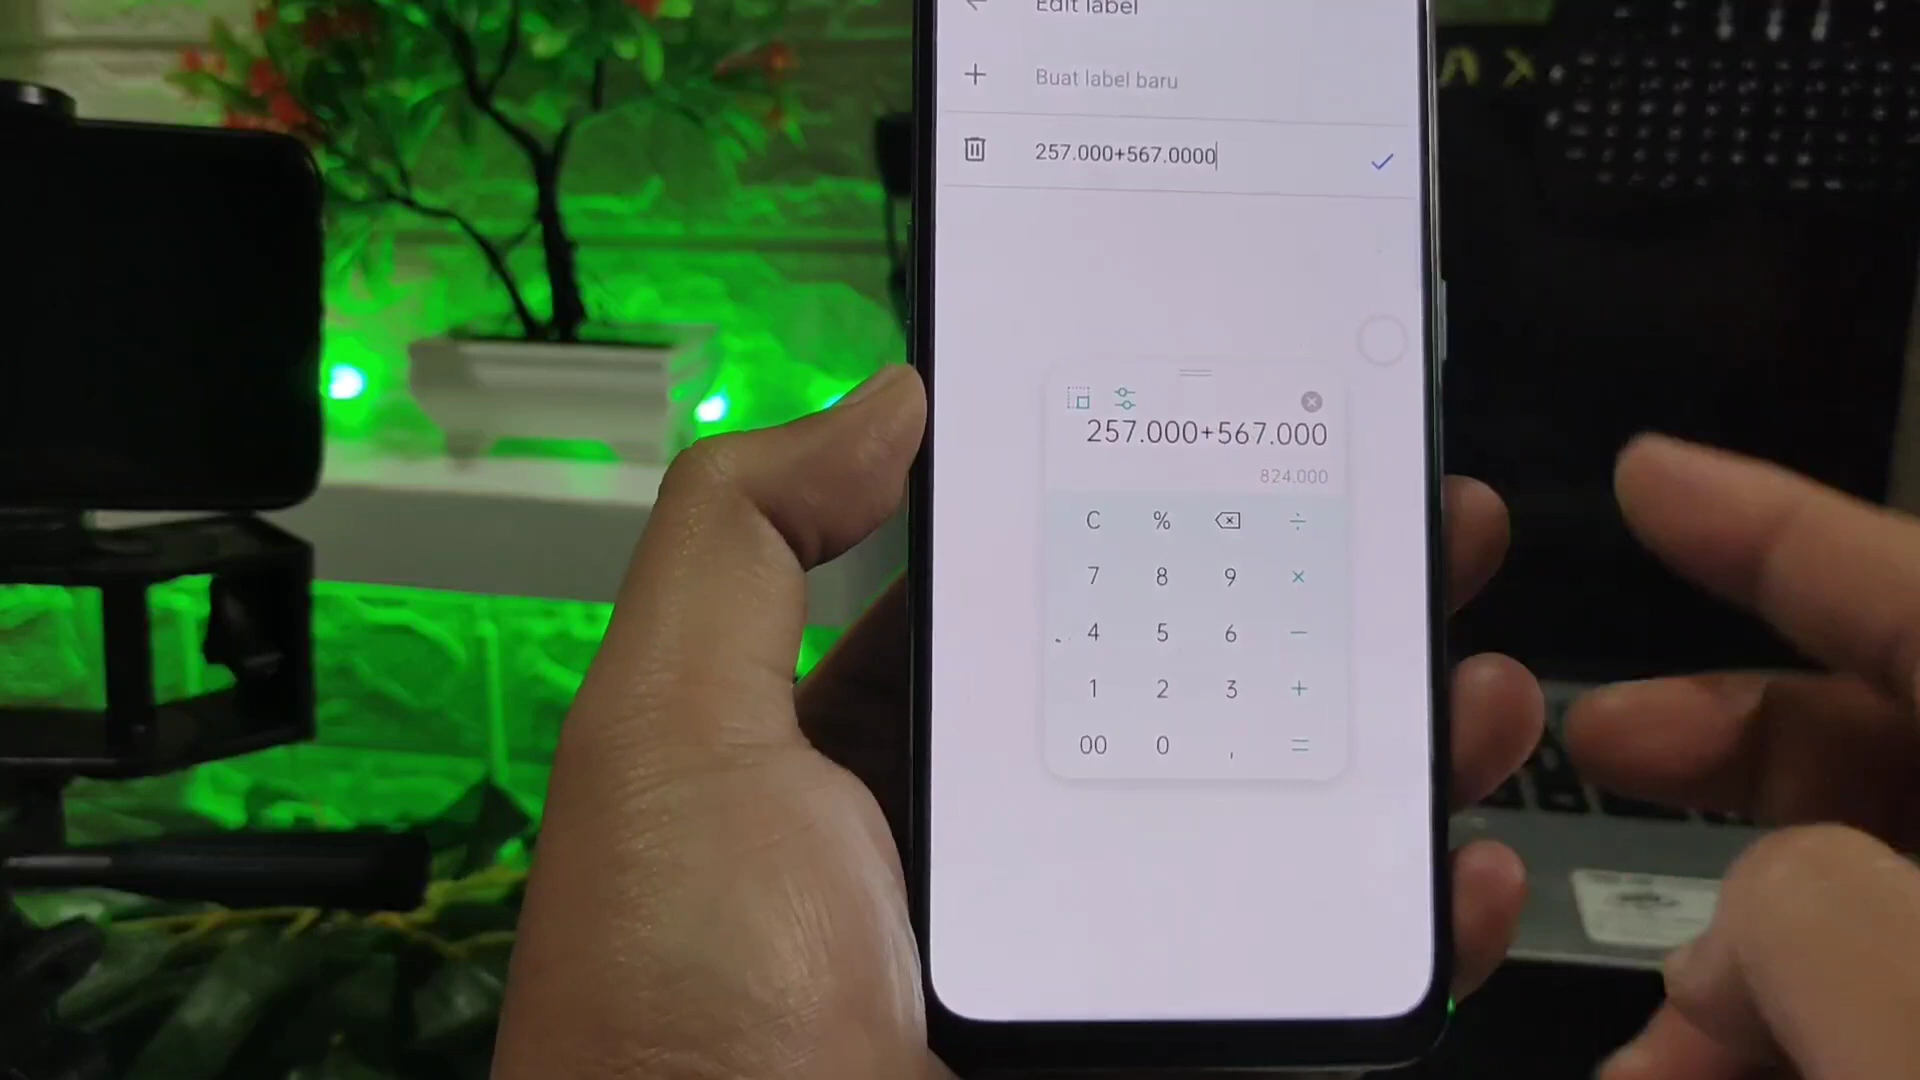 Edit label
Buat label baru
257.000+567.0000
257.000+567.000
824.000
C % ÷
7 8 9 ×
4 5 6 −
1 2 3 +
00 0 , =
A X